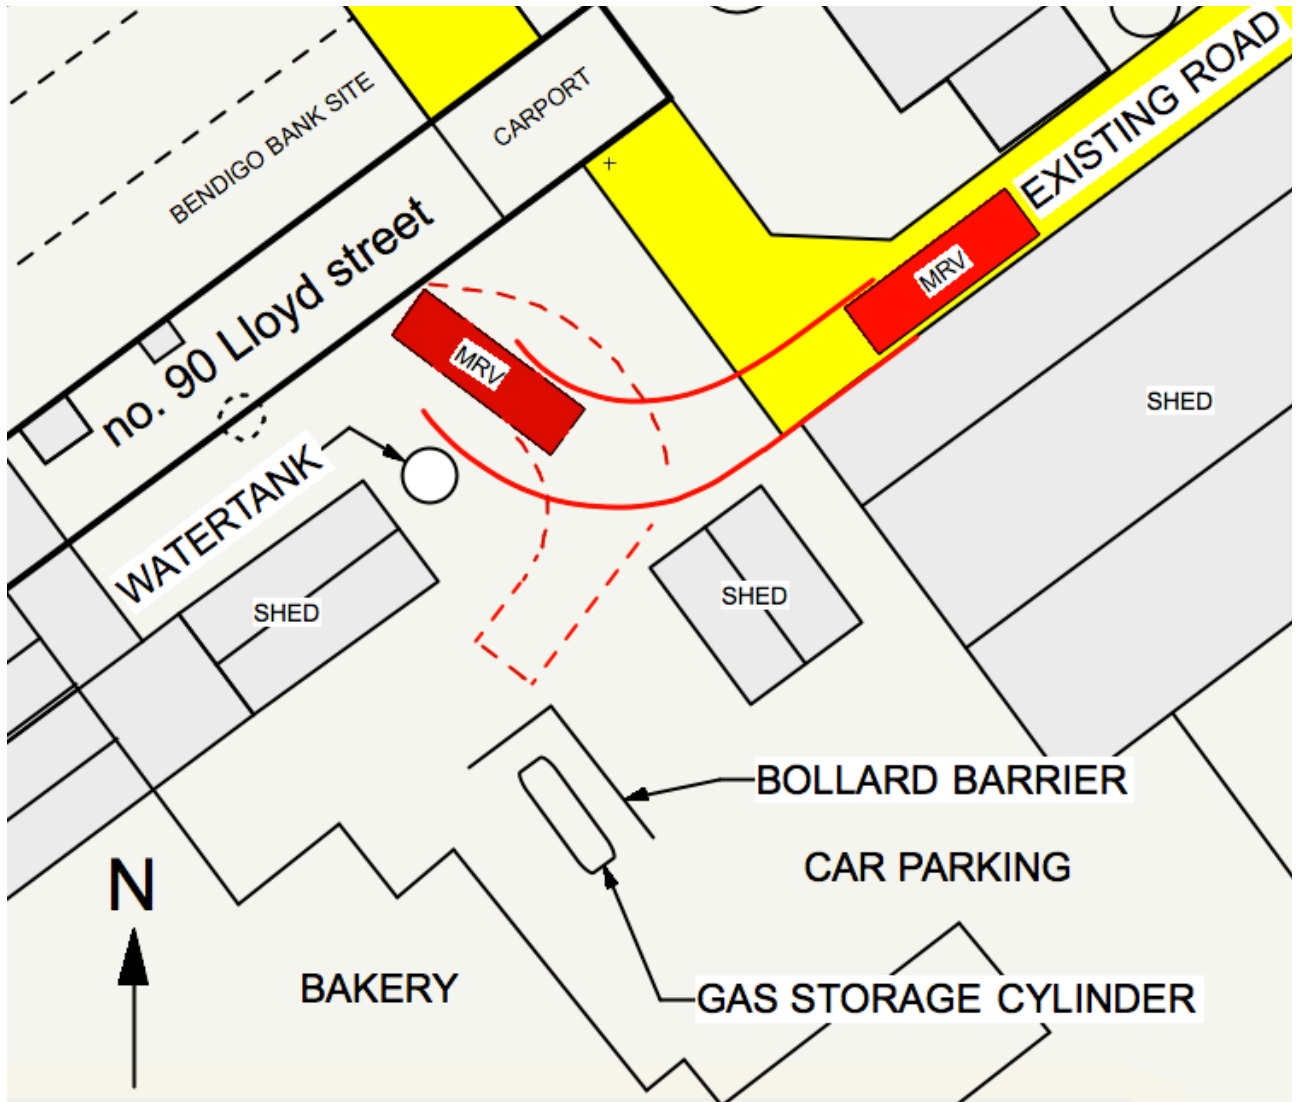 CARPORT
EXISTING ROAD
BENDIGO BANK SITE
no. 90 Lloyd street
MRV
MRV
SHED
WATERTANK
SHED
SHED
BOLLARD BARRIER
CAR PARKING
N
BAKERY
GAS STORAGE CYLINDER